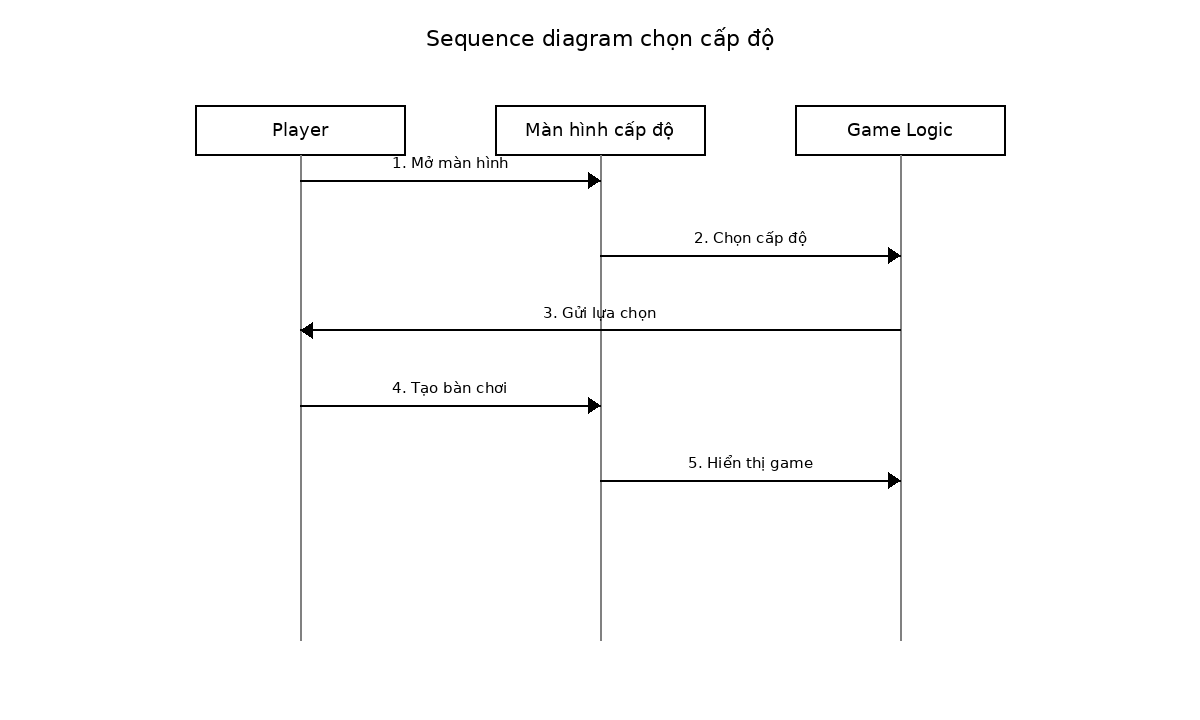 Sequence diagram chọn cấp độ
Player
Màn hình cấp độ
Game Logic
1. Mở màn hình
2. Chọn cấp độ
3. Gửi lựa chọn
4. Tạo bàn chơi
5. Hiển thị game